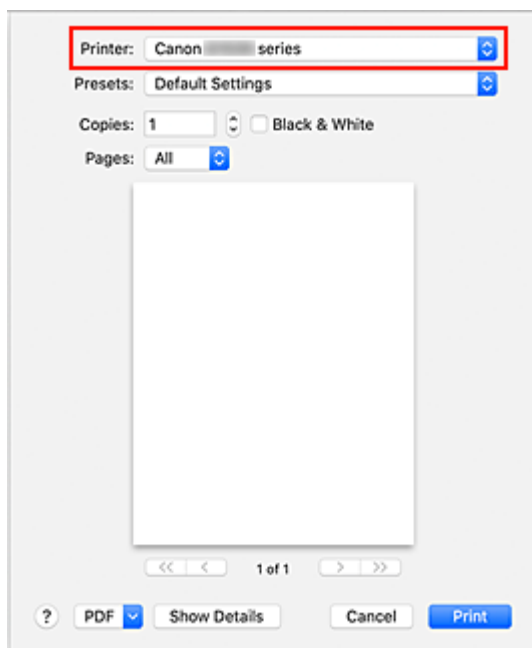 Printer: Canon series
Presets: Default Settings
Copies: 1 Black & White
Pages: All
<< < 1 of 1 > >>
? PDF Show Details Cancel Print